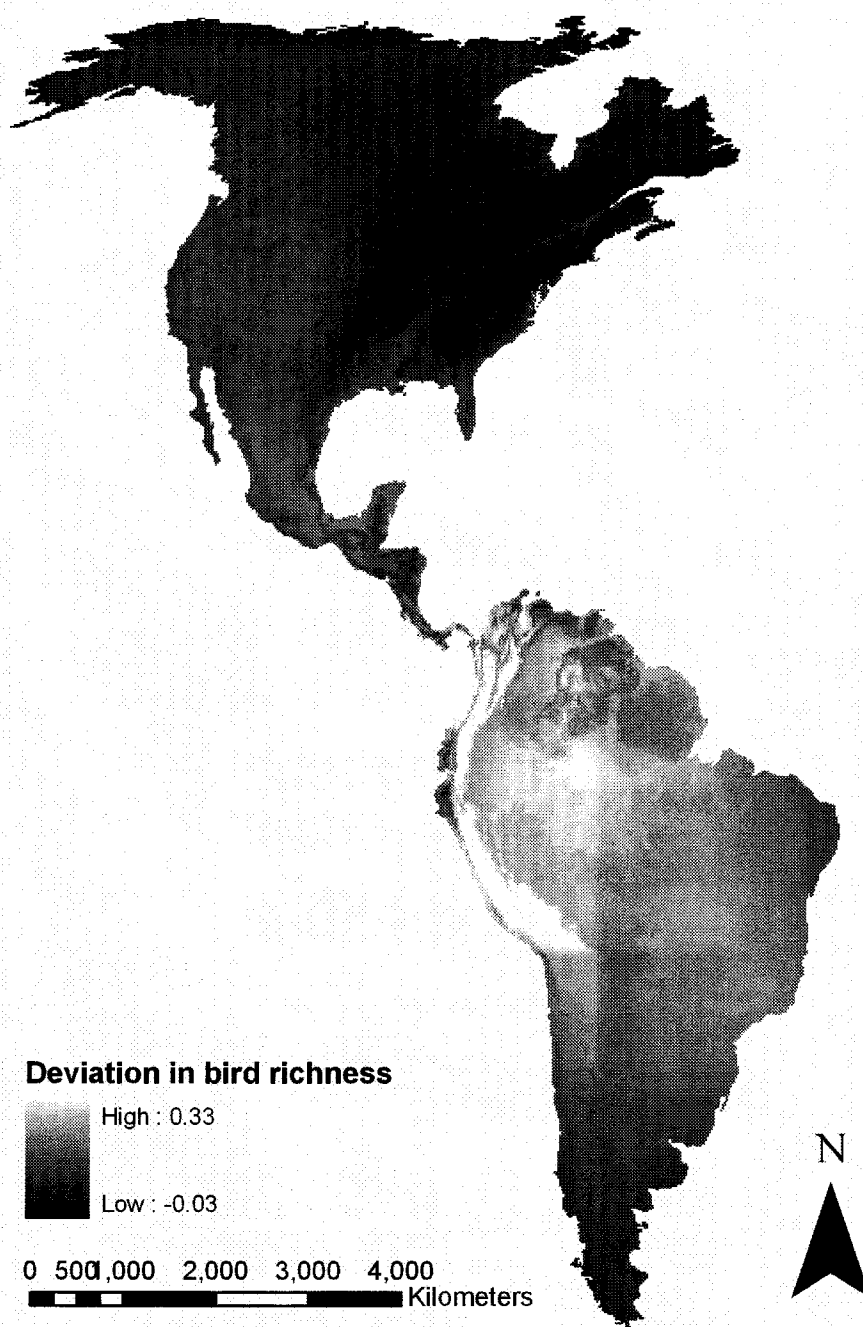 Deviation in bird richness
High : 0.33
Low : -0.03
N
0 500 1,000 2,000 3,000 4,000
Kilometers